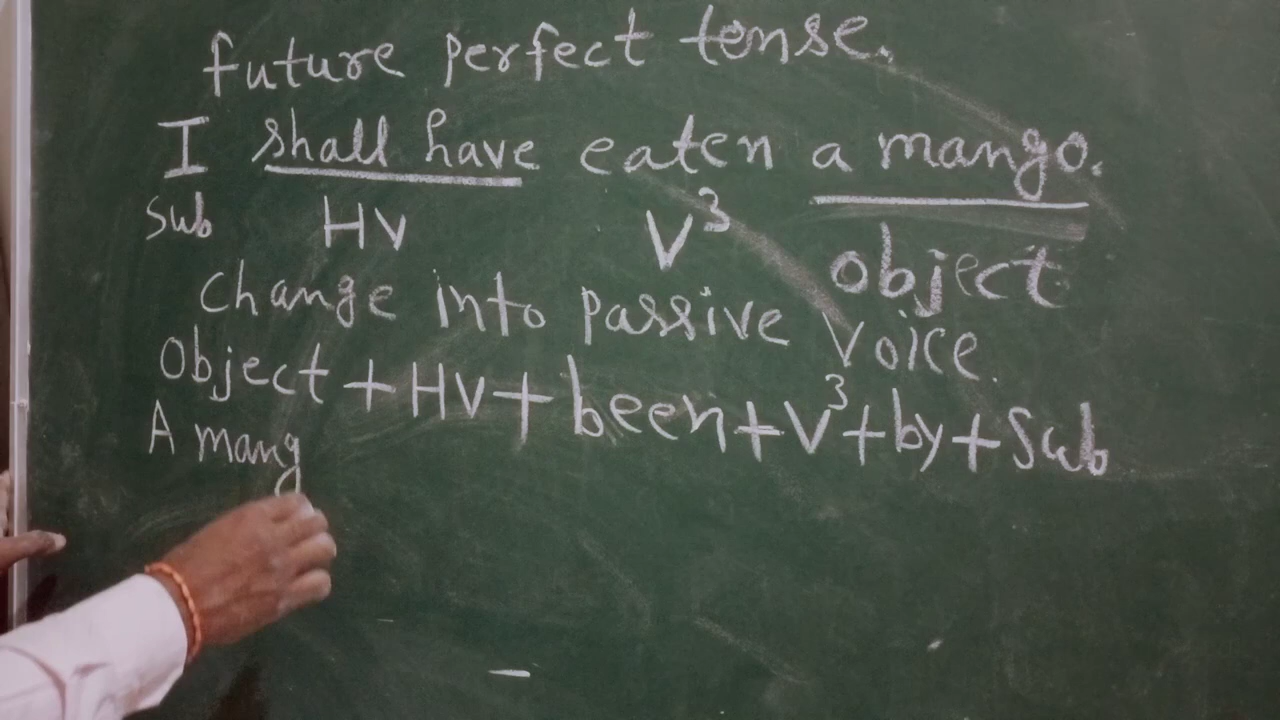 future perfect tense.
I shall have eaten a mango.
Sub HV V³ object
Change into passive Voice.
Object + HV + been + V³ + by + Sub
A mang